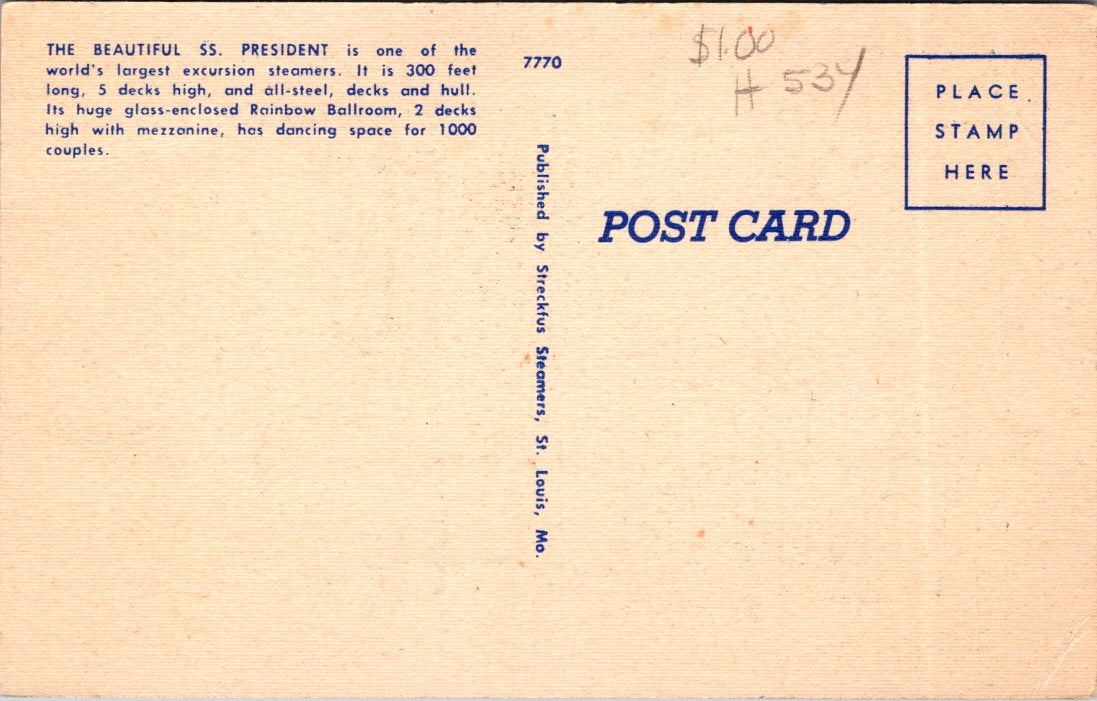 THE BEAUTIFUL SS. PRESIDENT is one of the
world's largest excursion steamers. It is 300 feet
long, 5 decks high, and all-steel, decks and hull.
Its huge glass-enclosed Rainbow Ballroom, 2 decks
high with mezzanine, has dancing space for 1000
couples.
7770
$1.00
H 534
PLACE
STAMP
HERE
POST CARD
Published by Streckfus Steamers, St. Louis, Mo.